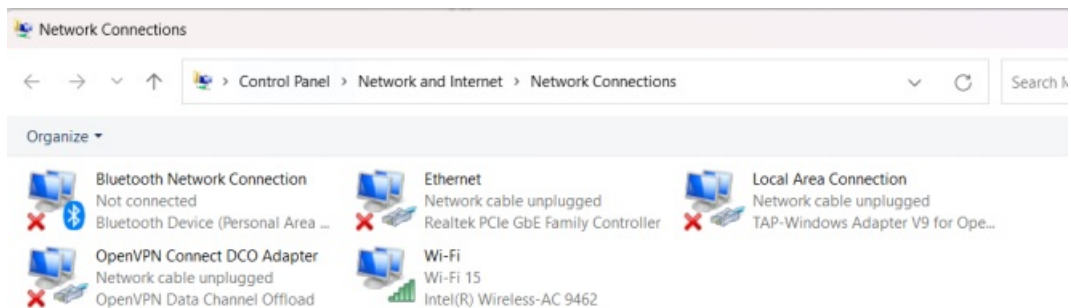 Network Connections
Control Panel > Network and Internet > Network Connections
Search
Organize
Bluetooth Network Connection
Not connected
Bluetooth Device (Personal Area ...
Ethernet
Network cable unplugged
Realtek PCIe GbE Family Controller
Local Area Connection
Network cable unplugged
TAP-Windows Adapter V9 for Ope...
OpenVPN Connect DCO Adapter
Network cable unplugged
OpenVPN Data Channel Offload
Wi-Fi
Wi-Fi 15
Intel(R) Wireless-AC 9462